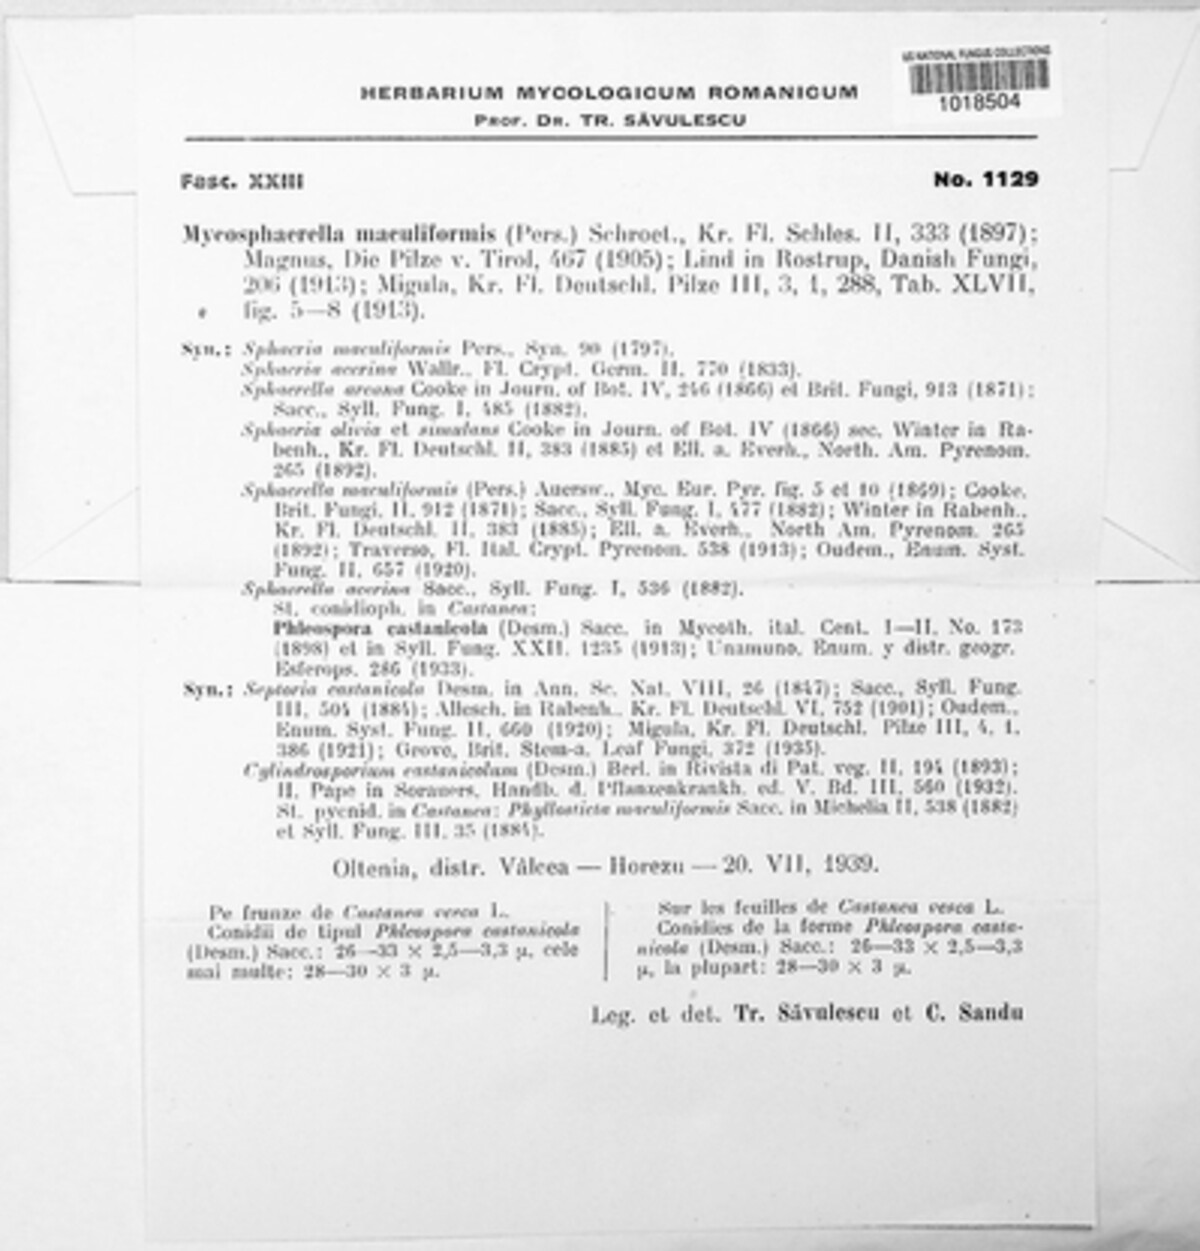 US NATIONAL FUNGUS COLLECTIONS
1018504
HERBARIUM MYCOLOGICUM ROMANICUM
PROF. DR. TR. SĂVULESCU
Fasc. XXIII
No. 1129
Mycosphaerella maculiformis (Pers.) Schroet., Kr. Fl. Schles. II, 333 (1897);
Magnus, Die Pilze v. Tirol, 467 (1905); Lind in Rostrup, Danish Fungi,
206 (1913); Migula, Kr. Fl. Deutschl. Pilze III, 3, 1, 288, Tab. XLVII,
fig. 5—8 (1913).
Syn.: Sphaeria maculiformis Pers., Syn. 90 (1797).
Sphaeria acerina Wallr., Fl. Crypt. Germ. II, 770 (1833).
Sphaerella arcana Cooke in Journ. of Bot. IV, 246 (1866) et Brit. Fungi, 913 (1871);
Sacc., Syll. Fung. I, 485 (1882).
Sphaeria olivia et simulans Cooke in Journ. of Bot. IV (1866) sec. Winter in Ra-
benh., Kr. Fl. Deutschl. II, 383 (1885) et Ell. a. Everh., North. Am. Pyrenom.
265 (1892).
Sphaerella maculiformis (Pers.) Auersw., Myc. Eur. Pyr. fig. 5 et 10 (1869); Cooke,
Brit. Fungi, II, 912 (1871); Sacc., Syll. Fung. I, 477 (1882); Winter in Rabenh.,
Kr. Fl. Deutschl. II, 383 (1885); Ell. a. Everh., North Am. Pyrenom. 265
(1892); Traverso, Fl. Ital. Crypt. Pyrenom. 538 (1913); Oudem., Enum. Syst.
Fung. II, 657 (1920).
Sphaerella acerina Sacc., Syll. Fung. I, 536 (1882).
St. conidioph. in Castanea:
Phleospora castanicola (Desm.) Sacc. in Mycoth. ital. Cent. I—II, No. 173
(1898) et in Syll. Fung. XXII, 1235 (1913); Unamuno, Enum. y distr. geogr.
Esferops. 286 (1933).
Syn.: Septoria castanicola Desm. in Ann. Sc. Nat. VIII, 26 (1847); Sacc., Syll. Fung.
III, 504 (1884); Allesch. in Rabenh., Kr. Fl. Deutschl. VI, 752 (1901); Oudem.,
Enum. Syst. Fung. II, 660 (1920); Migula, Kr. Fl. Deutschl. Pilze III, 4, 1,
386 (1921); Grove, Brit. Stem-a. Leaf Fungi, 372 (1935).
Cylindrosporium castanicolum (Desm.) Berl. in Rivista di Pat. veg. II, 194 (1893);
H. Pape in Sorauers, Handb. d. Pflanzenkrankh. ed. V. Bd. III, 560 (1932).
St. pycnid. in Castanea: Phyllosticta maculiformis Sacc. in Michelia II, 538 (1882)
et Syll. Fung. III, 35 (1884).
Oltenia, distr. Vâlcea — Horezu — 20. VII, 1939.
Pe frunze de Castanea vesca L.
Conidii de tipul Phleospora castanicola
(Desm.) Sacc.: 26—33 × 2,5—3,3 µ, cele
mai multe: 28—30 × 3 µ.
Sur les feuilles de Castanea vesca L.
Conidies de la forme Phleospora casta-
nicola (Desm.) Sacc.: 26—33 × 2,5—3,3
µ, la plupart: 28—30 × 3 µ.
Leg. et det. Tr. Săvulescu et C. Sandu